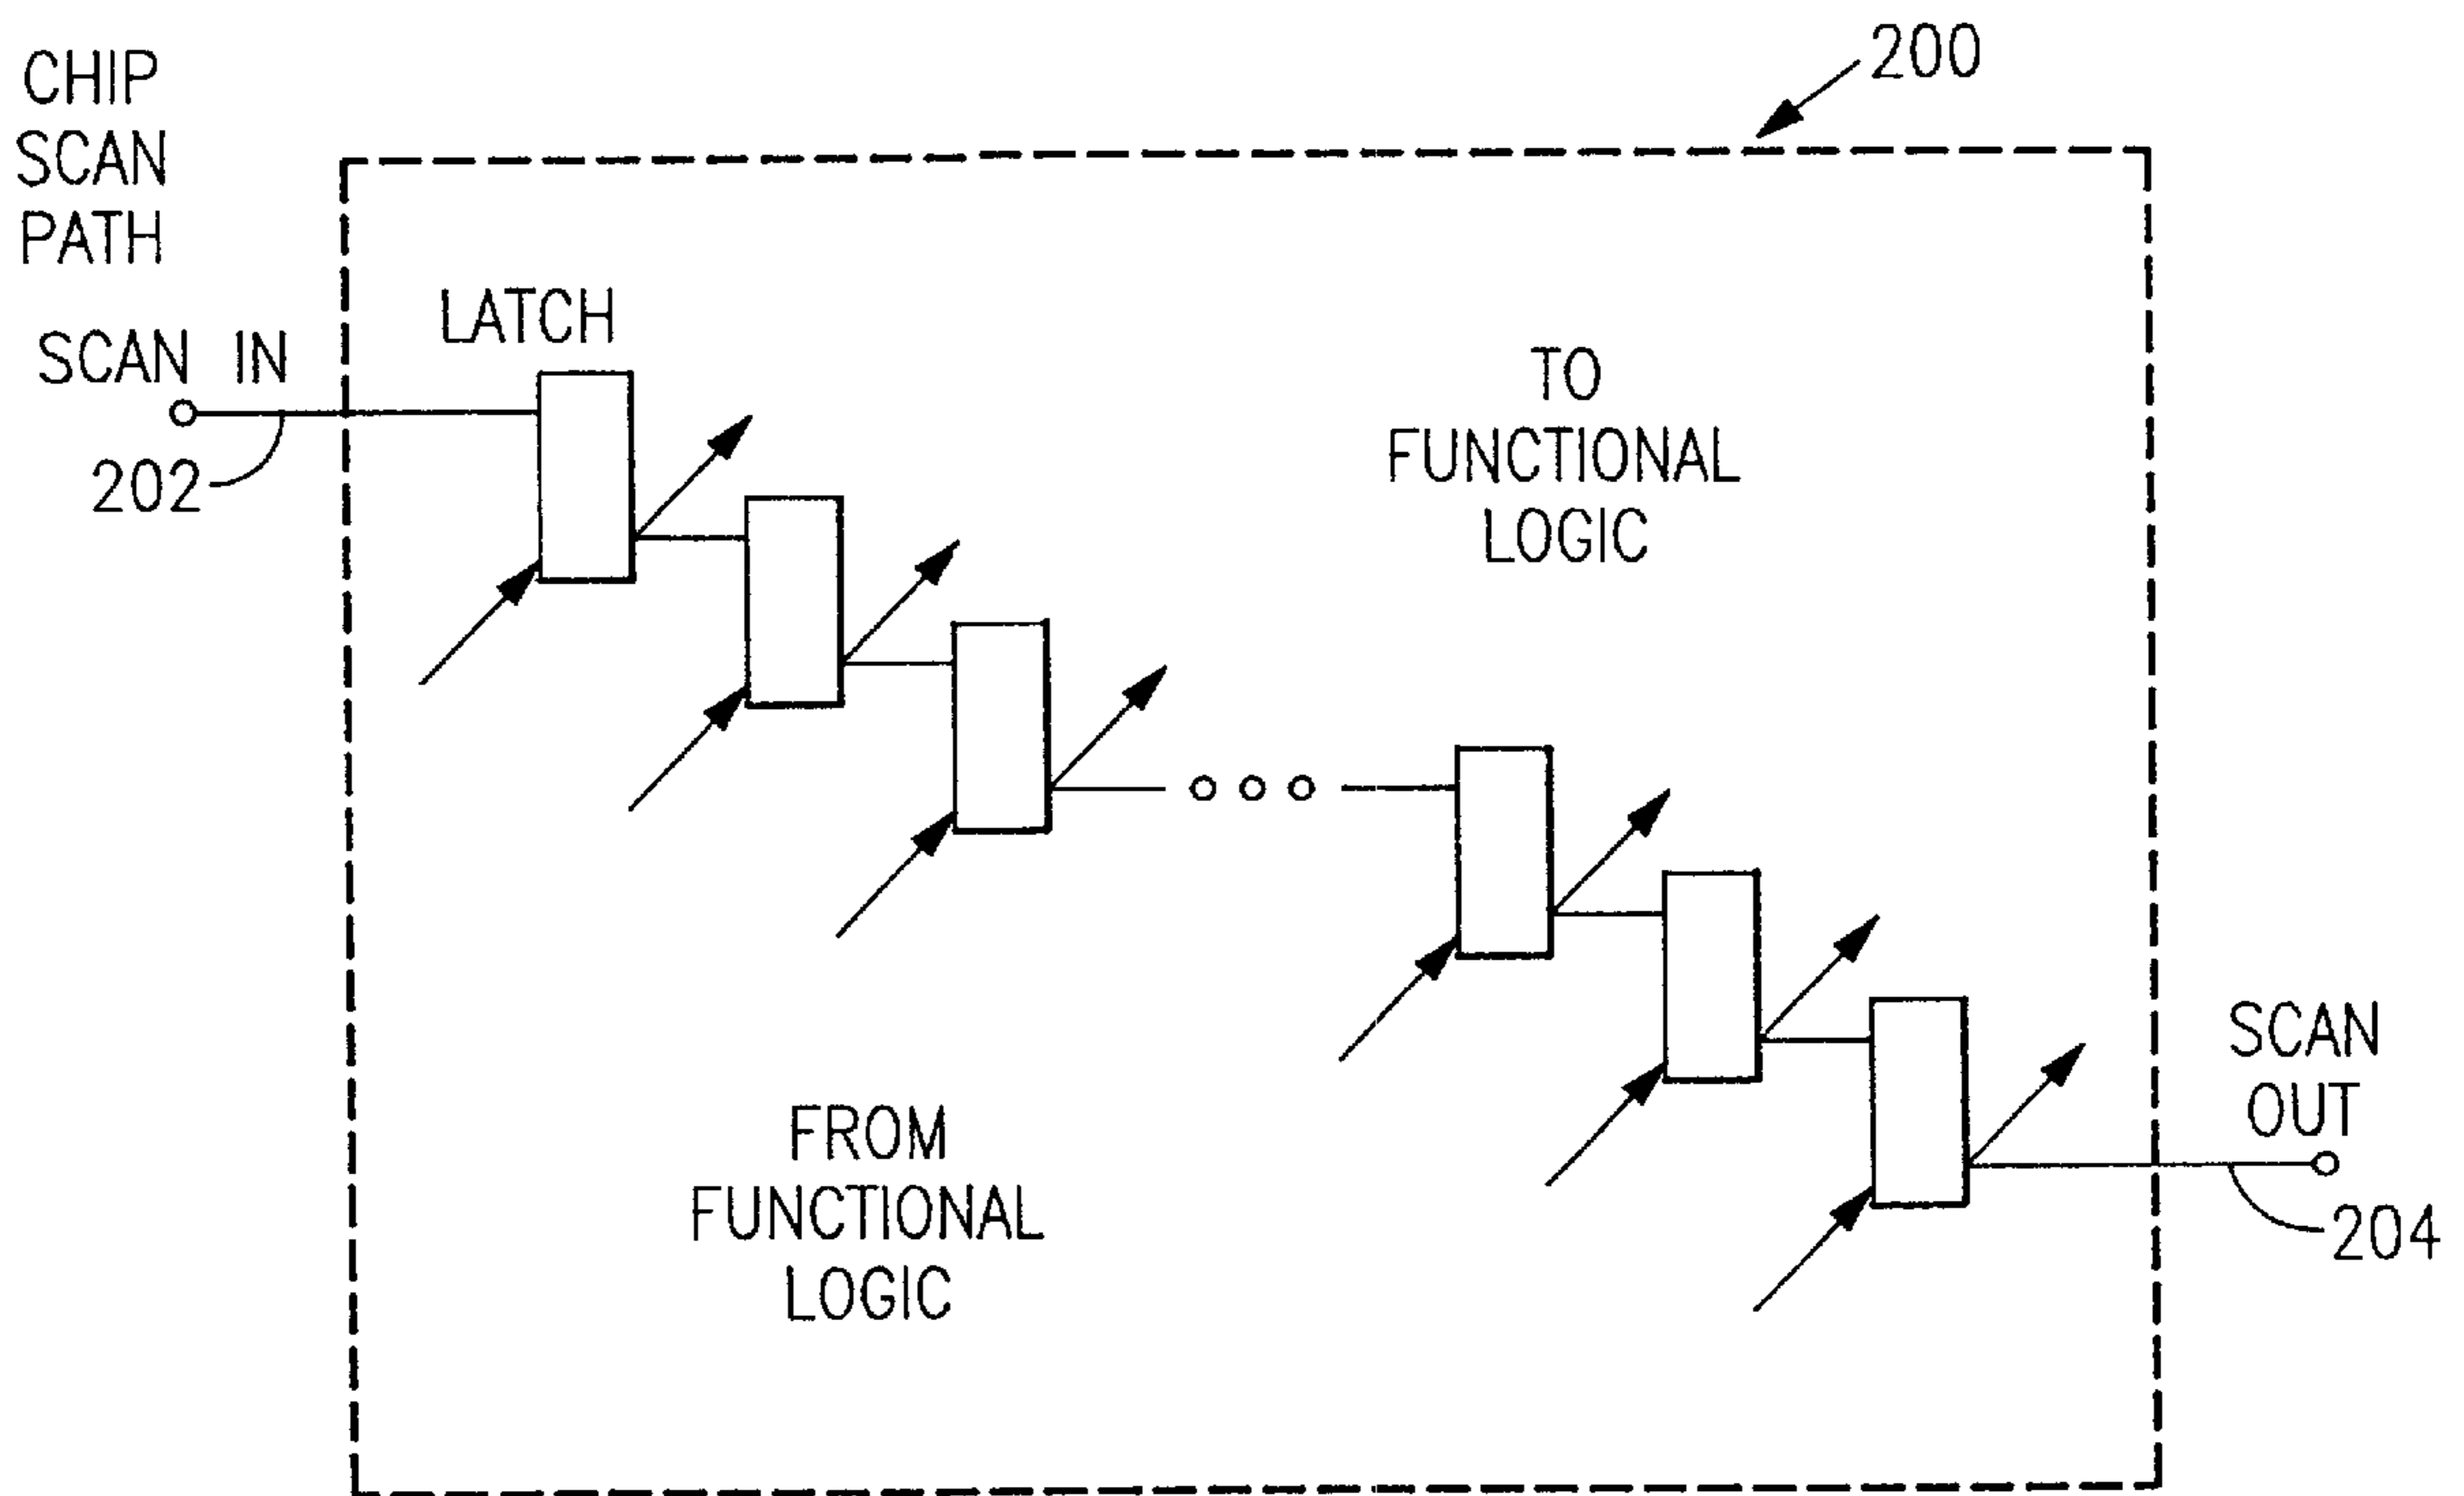 200
CHIP
SCAN
PATH
LATCH
SCAN IN
202
TO
FUNCTIONAL
LOGIC
FROM
FUNCTIONAL
LOGIC
SCAN
OUT
204